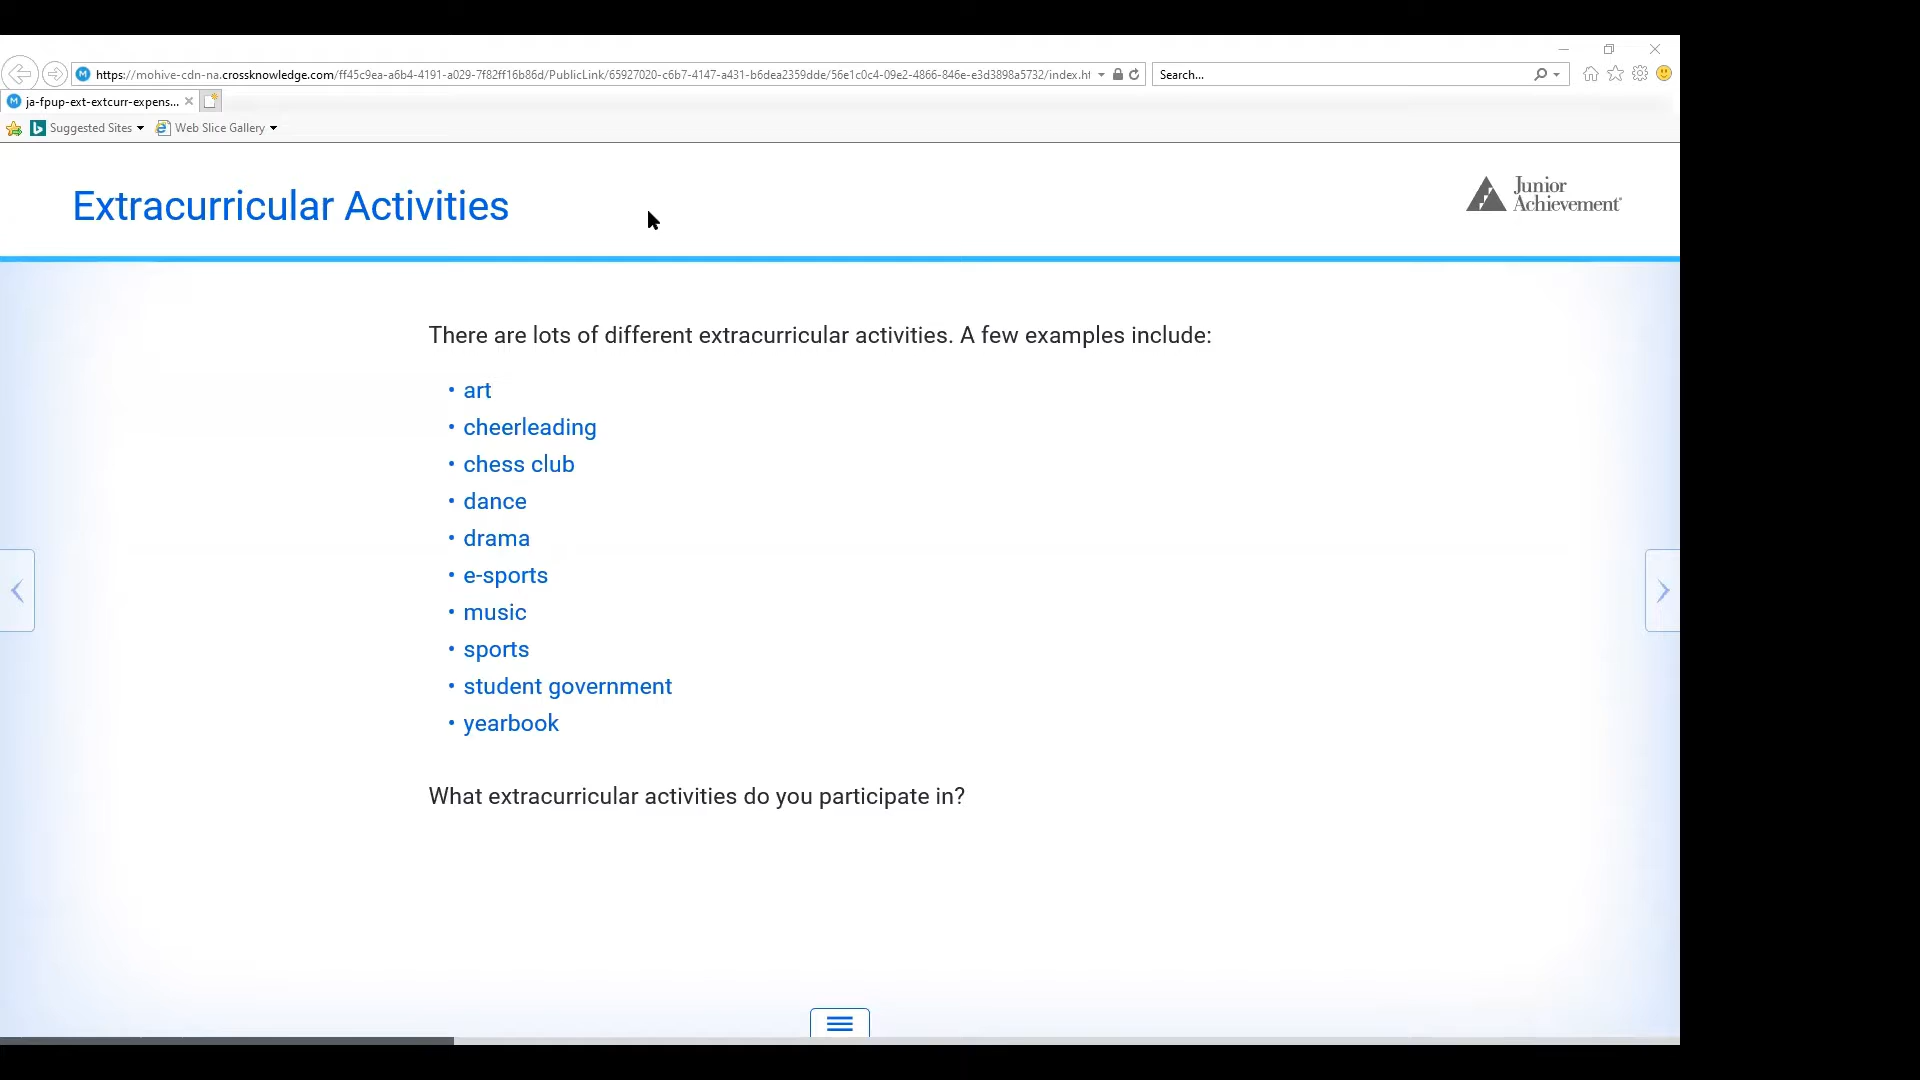 https://mohive-cdn-na.crossknowledge.com/ff45c9ea-a6b4-4191-a029-7f82ff16b86d/PublicLink/65927020-c6b7-4147-a431-b6dea2359dde/56e1c0c4-09e2-4866-846e-e3d3898a5732/index.ht
Search...
ja-fpup-ext-extcurr-expens...
Suggested Sites
Web Slice Gallery
Extracurricular Activities
Junior
Achievement
There are lots of different extracurricular activities. A few examples include:
• art
• cheerleading
• chess club
• dance
• drama
• e-sports
• music
• sports
• student government
• yearbook
What extracurricular activities do you participate in?